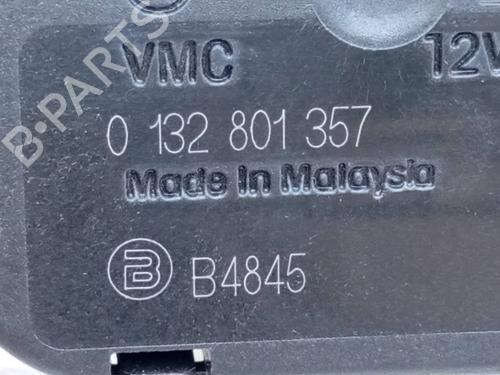 VMC 12V
0 132 801 357
Made in Malaysia
B B4845
B-PARTS